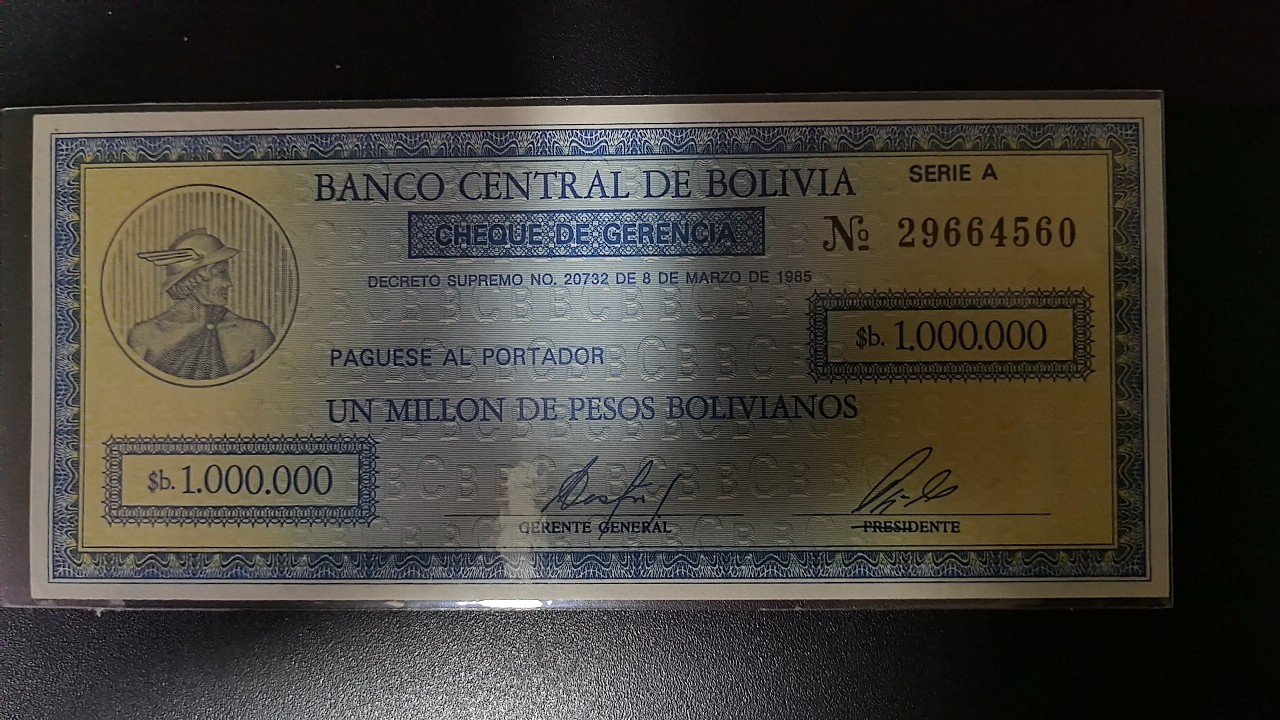 BANCO CENTRAL DE BOLIVIA
SERIE A
CHEQUE DE GERENCIA
Nº 29664560
DECRETO SUPREMO NO. 20732 DE 8 DE MARZO DE 1985
$b. 1.000.000
PAGUESE AL PORTADOR
UN MILLON DE PESOS BOLIVIANOS
$b. 1.000.000
GERENTE GENERAL
PRESIDENTE